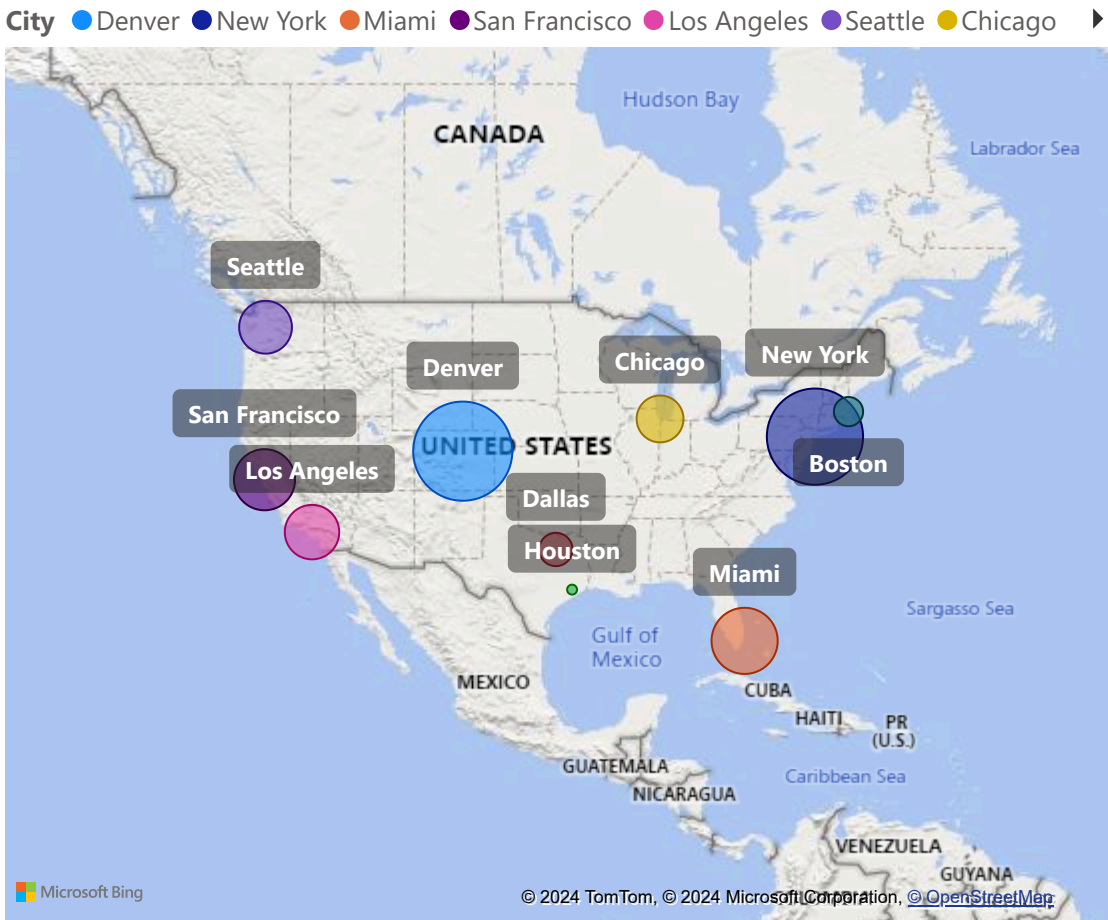 City Denver New York Miami San Francisco Los Angeles Seattle Chicago
Hudson Bay
CANADA
Labrador Sea
Seattle
New York
Chicago
Denver
San Francisco
UNITED STATES
Boston
Los Angeles
Dallas
Houston
Miami
Sargasso Sea
Gulf of
Mexico
MEXICO
CUBA
HAITI
PR
(U.S.)
GUATEMALA
Caribbean Sea
NICARAGUA
VENEZUELA
GUYANA
Microsoft Bing
© 2024 TomTom, © 2024 Microsoft Corporation, © OpenStreetMap